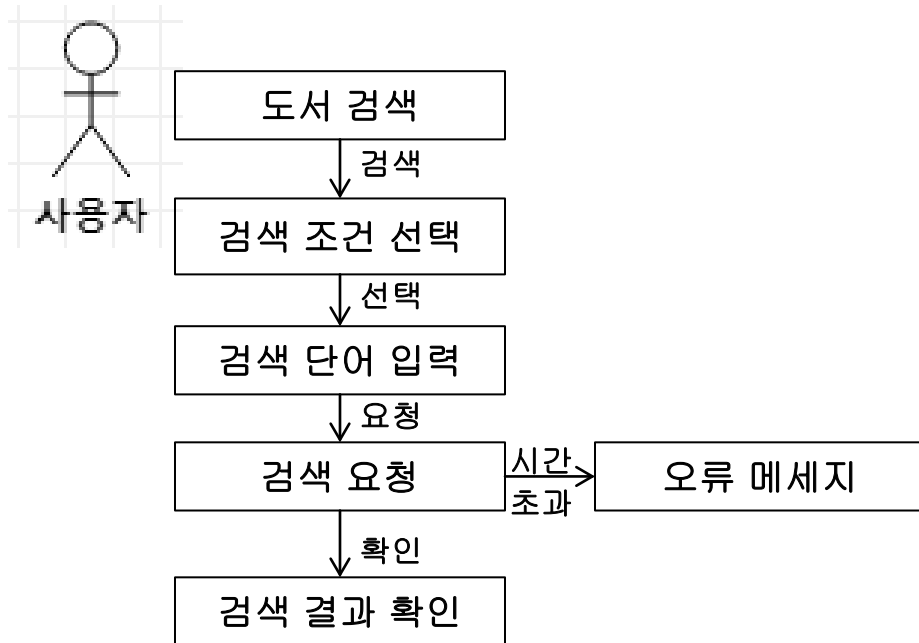 사용자
도서 검색
검색
검색 조건 선택
선택
검색 단어 입력
요청
검색 요청
시간
초과
오류 메세지
확인
검색 결과 확인